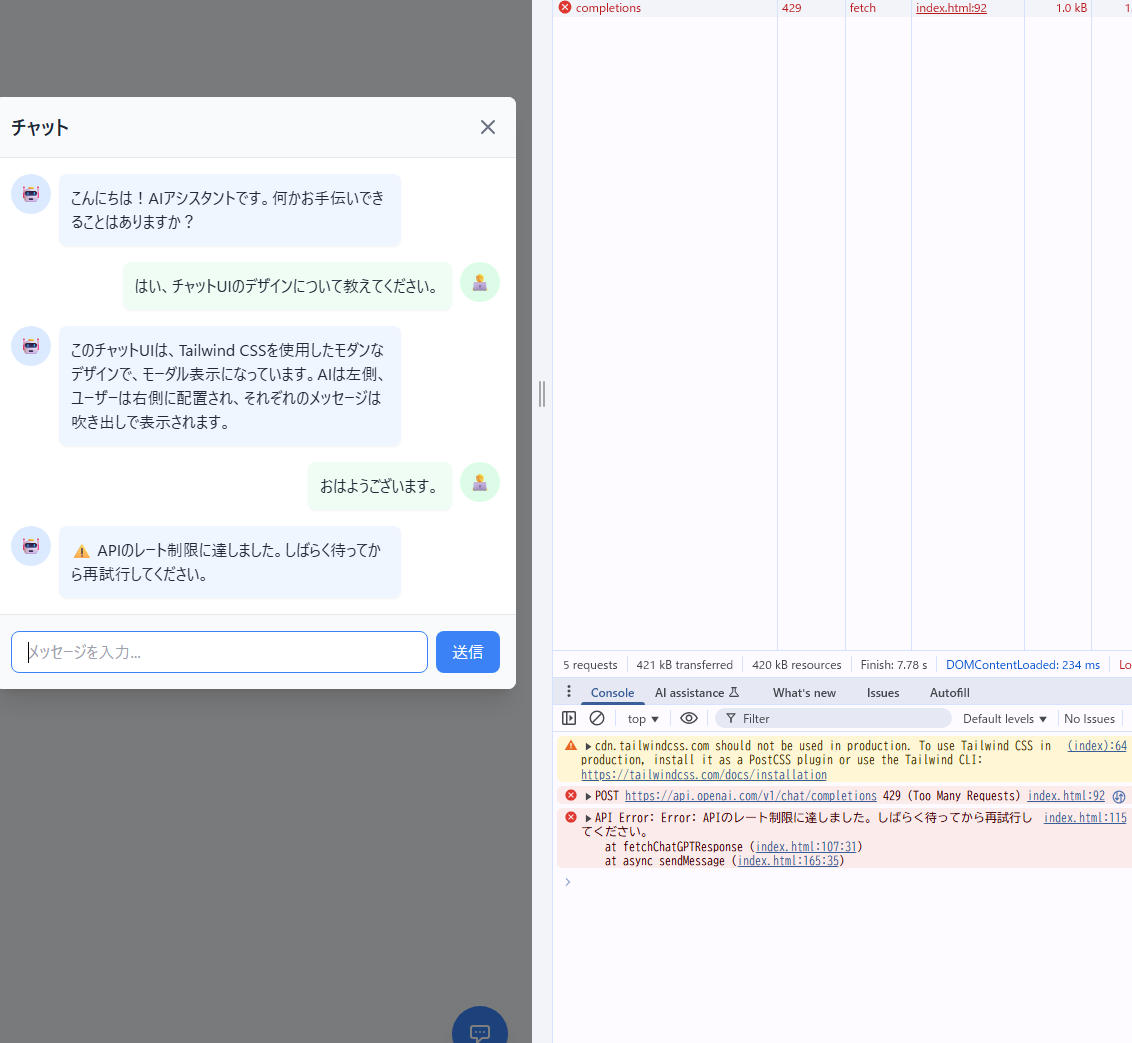 チャット
こんにちは！AIアシスタントです。何かお手伝いでき
ることはありますか？
はい、チャットUIのデザインについて教えてください。
このチャットUIは、Tailwind CSSを使用したモダンな
デザインで、モーダル表示になっています。AIは左側、
ユーザーは右側に配置され、それぞれのメッセージは
吹き出しで表示されます。
おはようございます。
⚠ APIのレート制限に達しました。しばらく待ってか
ら再試行してください。
メッセージを入力...
送信
completions 429 fetch index.html:92 1.0 kB 1
5 requests 421 kB transferred 420 kB resources Finish: 7.78 s DOMContentLoaded: 234 ms Lo
Console AI assistance What's new Issues Autofill
top ▼ Filter Default levels ▼ No Issues
▶cdn.tailwindcss.com should not be used in production. To use Tailwind CSS in (index):64
production, install it as a PostCSS plugin or use the Tailwind CLI:
https://tailwindcss.com/docs/installation
▶POST https://api.openai.com/v1/chat/completions 429 (Too Many Requests) index.html:92
▶API Error: Error: APIのレート制限に達しました。しばらく待ってから再試行し index.html:115
てください。
at fetchChatGPTResponse (index.html:107:31)
at async sendMessage (index.html:165:35)